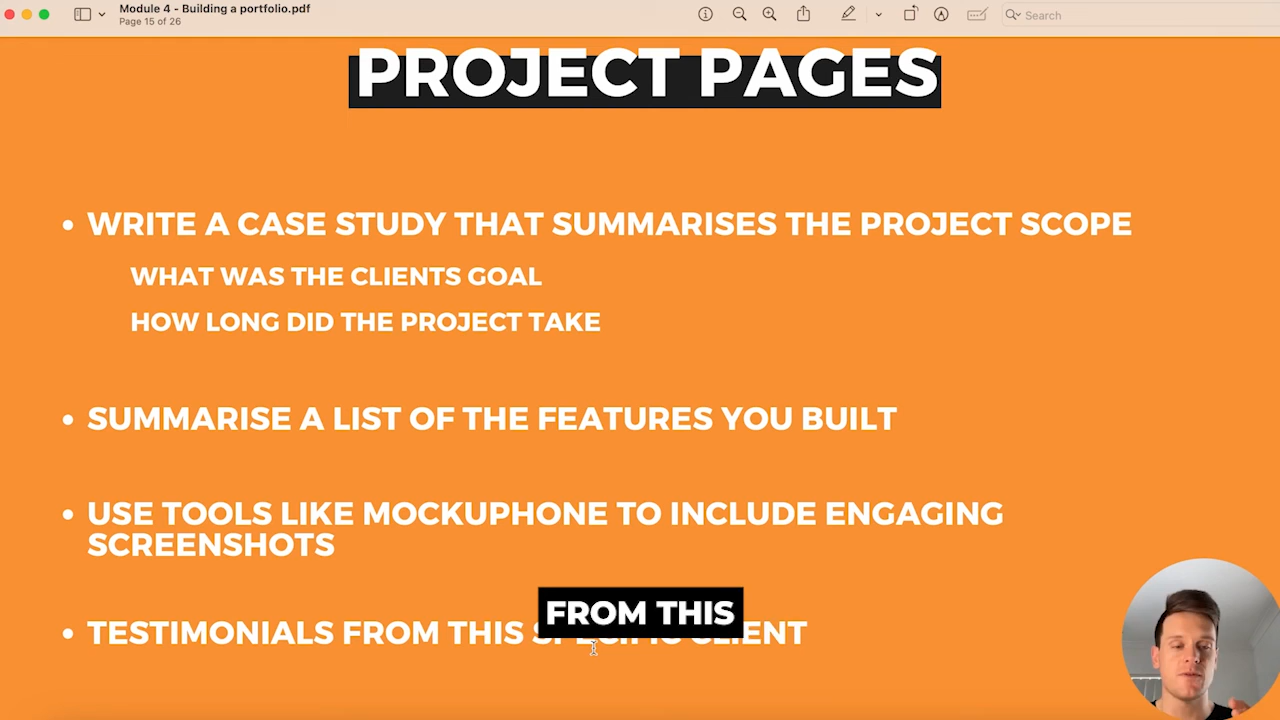 Module 4 - Building a portfolio.pdf
Page 15 of 26
Search
PROJECT PAGES
• WRITE A CASE STUDY THAT SUMMARISES THE PROJECT SCOPE
WHAT WAS THE CLIENTS GOAL
HOW LONG DID THE PROJECT TAKE
• SUMMARISE A LIST OF THE FEATURES YOU BUILT
• USE TOOLS LIKE MOCKUPHONE TO INCLUDE ENGAGING
SCREENSHOTS
FROM THIS
• TESTIMONIALS FROM THIS SPECIFIC CLIENT